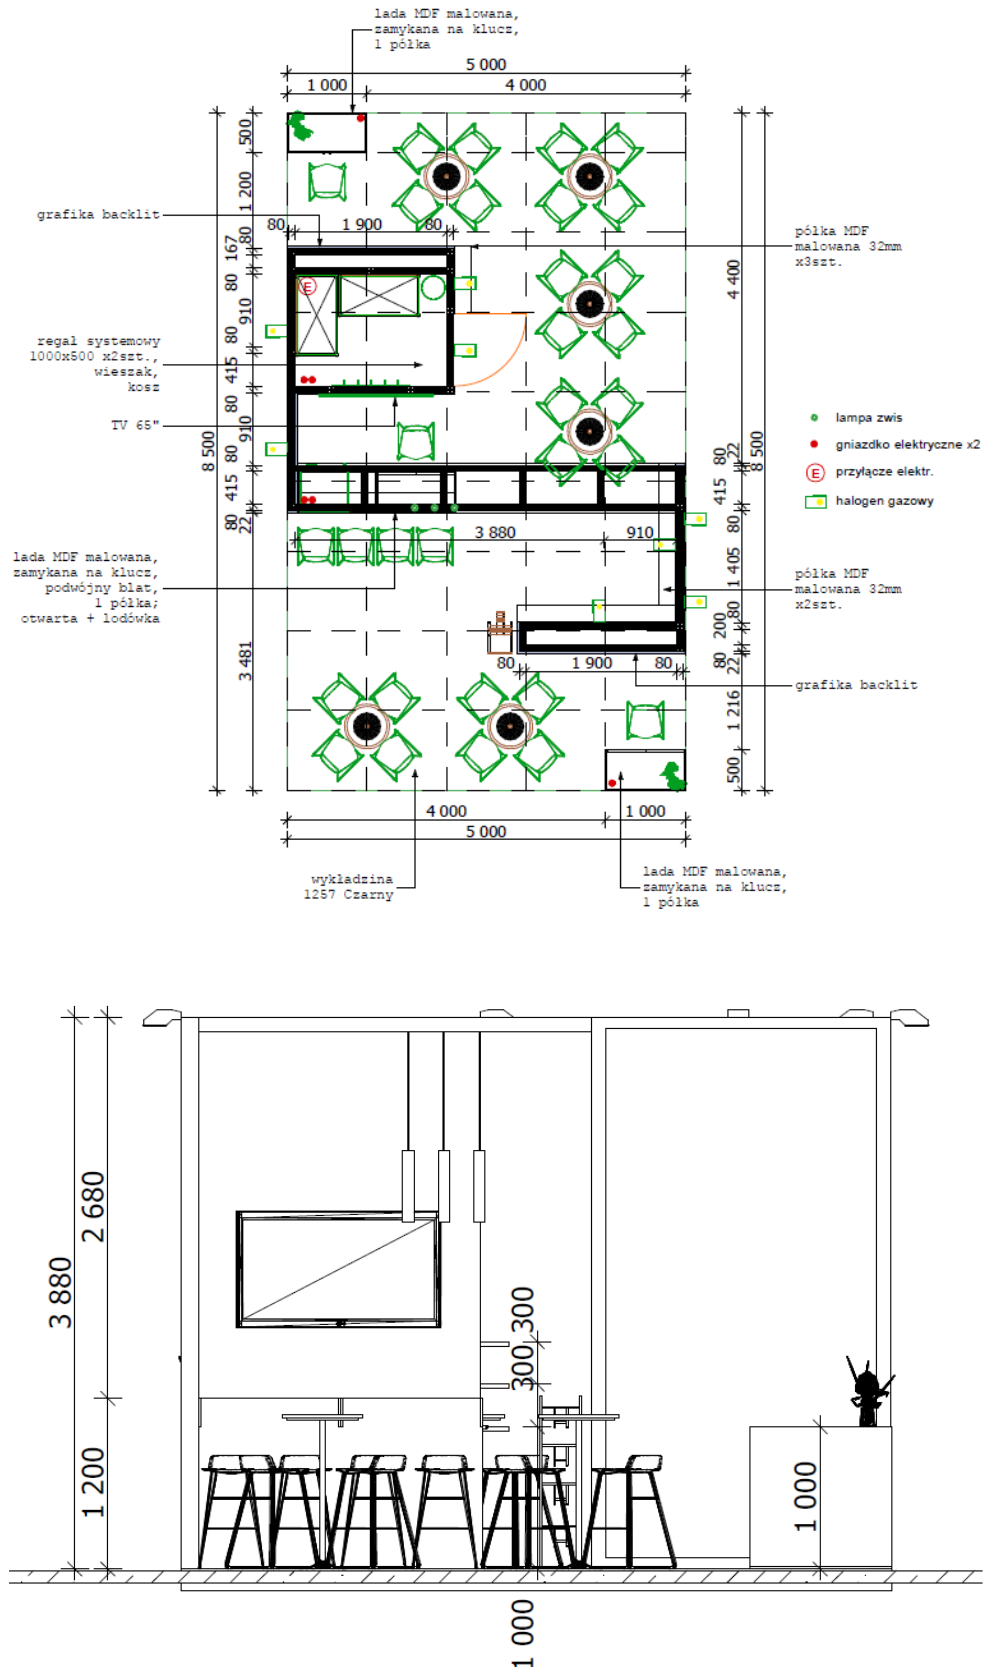 lada MDF malowana,
zamykana na klucz,
1 półka
5 000
1 000
4 000
500
1 200
80
167
80
910
80
415
80
910
80
415
80
22
3 481
8 500
grafika backlit
80
1 900
80
regał systemowy
1000x500 x2szt.,
wieszak,
kosz
TV 65"
lada MDF malowana,
zamykana na klucz,
podwójny blat,
1 półka;
otwarta + lodówka
półka MDF
malowana 32mm
x3szt.
4 400
22
80
415
80
1 405
80
200
80
22
1 216
500
8 500
lampa zwis
gniazdko elektryczne x2
E
przyłącze elektr.
halogen gazowy
E
3 880
910
półka MDF
malowana 32mm
x2szt.
80
1 900
80
grafika backlit
4 000
1 000
5 000
wykładzina
1257 Czarny
lada MDF malowana,
zamykana na klucz,
1 półka
3 880
2 680
1 200
300
300
1 000
1 000